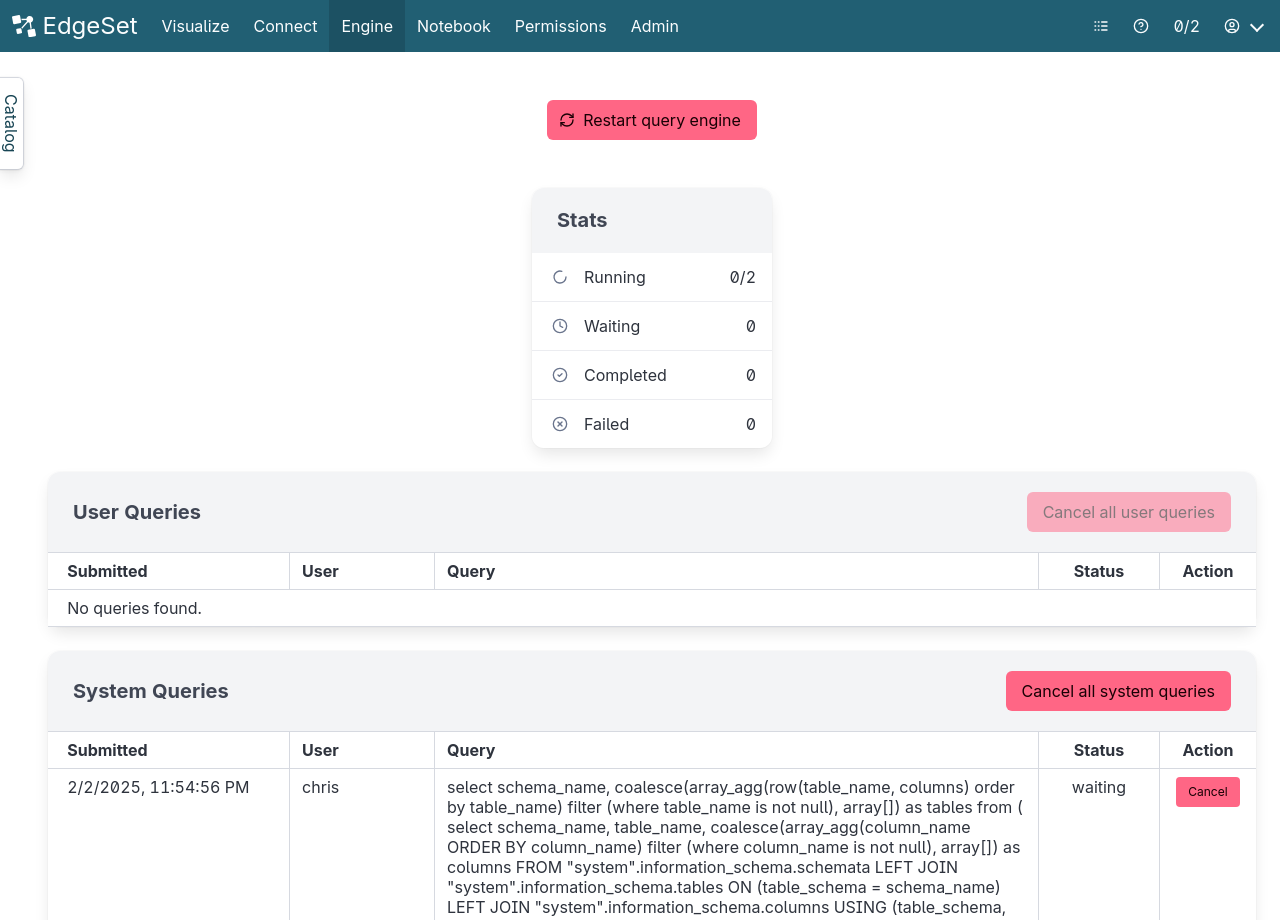 EdgeSet Visualize Connect Engine Notebook Permissions Admin 0/2
Catalog
Restart query engine
Stats
Running 0/2
Waiting 0
Completed 0
Failed 0
User Queries Cancel all user queries
Submitted User Query Status Action
No queries found.
System Queries Cancel all system queries
Submitted User Query Status Action
2/2/2025, 11:54:56 PM chris select schema_name, coalesce(array_agg(row(table_name, columns) order waiting Cancel
by table_name) filter (where table_name is not null), array[]) as tables from (
select schema_name, table_name, coalesce(array_agg(column_name
ORDER BY column_name) filter (where column_name is not null), array[]) as
columns FROM "system".information_schema.schemata LEFT JOIN
"system".information_schema.tables ON (table_schema = schema_name)
LEFT JOIN "system".information_schema.columns USING (table_schema,